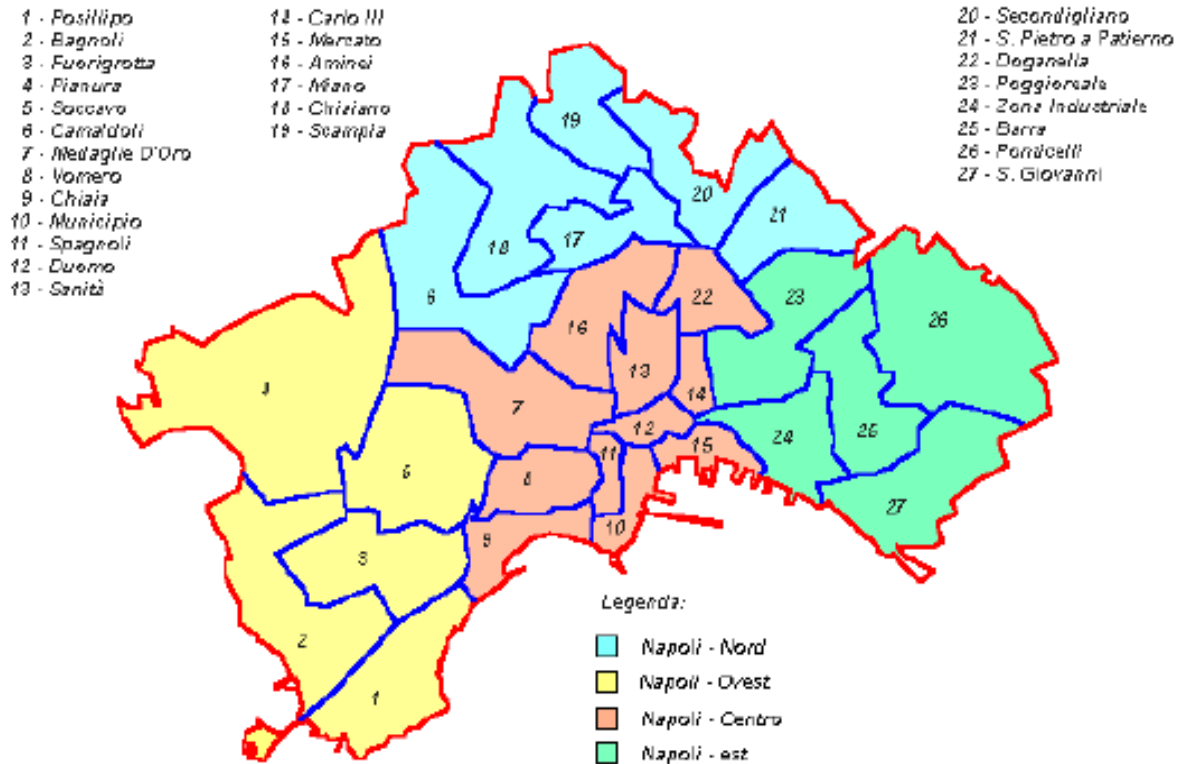 1 - Posillipo
2 - Bagnoli
3 - Fuorigrotta
4 - Pianura
5 - Soccavo
6 - Camaldoli
7 - Medaglie D'Oro
8 - Vomero
9 - Chiaia
10 - Municipio
11 - Spagnoli
12 - Duomo
13 - Sanità
14 - Carlo III
15 - Mercato
16 - Aminei
17 - Miano
18 - Chiaiano
19 - Scampia
20 - Secondigliano
21 - S. Pietro a Patierno
22 - Doganella
23 - Poggioreale
24 - Zona Industriale
25 - Barra
26 - Ponticelli
27 - S. Giovanni
19
20
21
18
17
6
22
23
26
16
13
4
14
7
12
15
24
25
11
5
8
27
10
9
3
2
1
Legenda:
Napoli - Nord
Napoli - Ovest
Napoli - Centro
Napoli - est